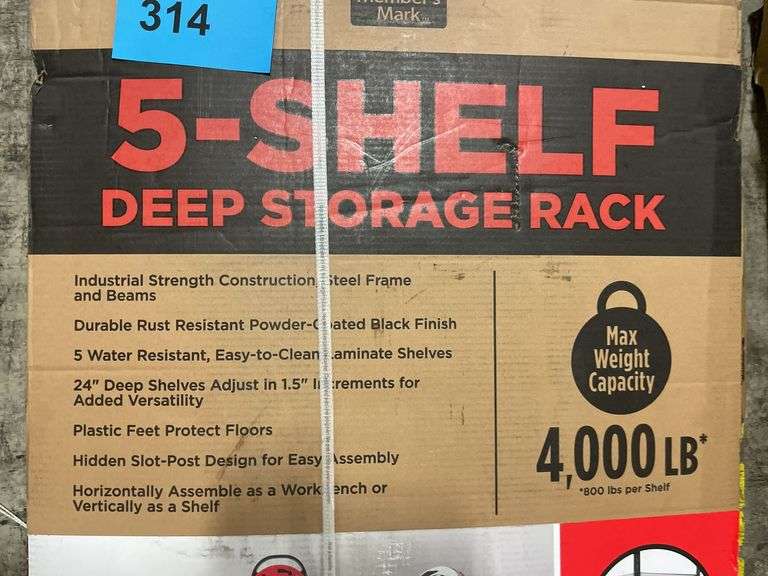 314
Member's
Mark™
5-SHELF
DEEP STORAGE RACK
Industrial Strength Construction, Steel Frame
and Beams
Durable Rust Resistant Powder-Coated Black Finish
5 Water Resistant, Easy-to-Clean Laminate Shelves
24" Deep Shelves Adjust in 1.5" Increments for
Added Versatility
Plastic Feet Protect Floors
Hidden Slot-Post Design for Easy Assembly
Horizontally Assemble as a Workbench or
Vertically as a Shelf
Max
Weight
Capacity
4,000 LB*
*800 lbs per Shelf